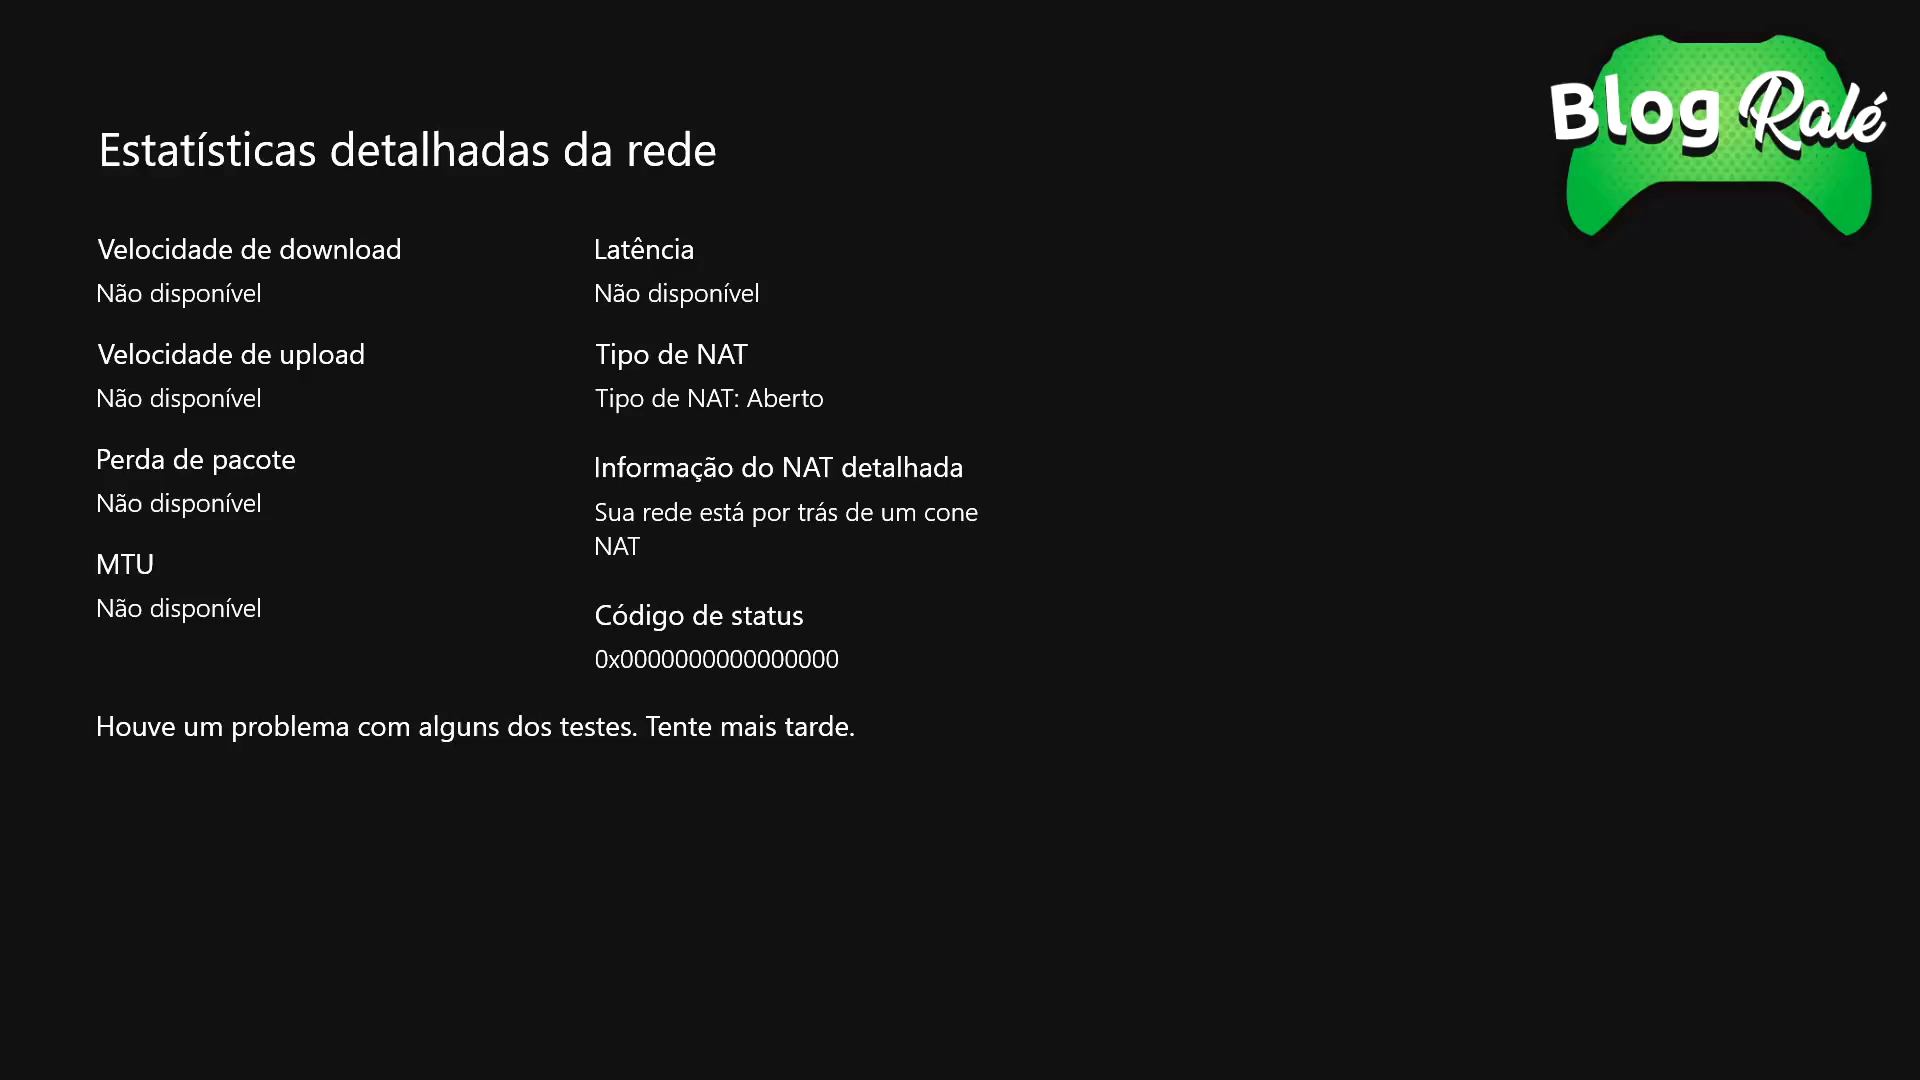 Blog Ralé
Estatísticas detalhadas da rede
Velocidade de download
Não disponível
Velocidade de upload
Não disponível
Perda de pacote
Não disponível
MTU
Não disponível
Latência
Não disponível
Tipo de NAT
Tipo de NAT: Aberto
Informação do NAT detalhada
Sua rede está por trás de um cone
NAT
Código de status
0x0000000000000000
Houve um problema com alguns dos testes. Tente mais tarde.